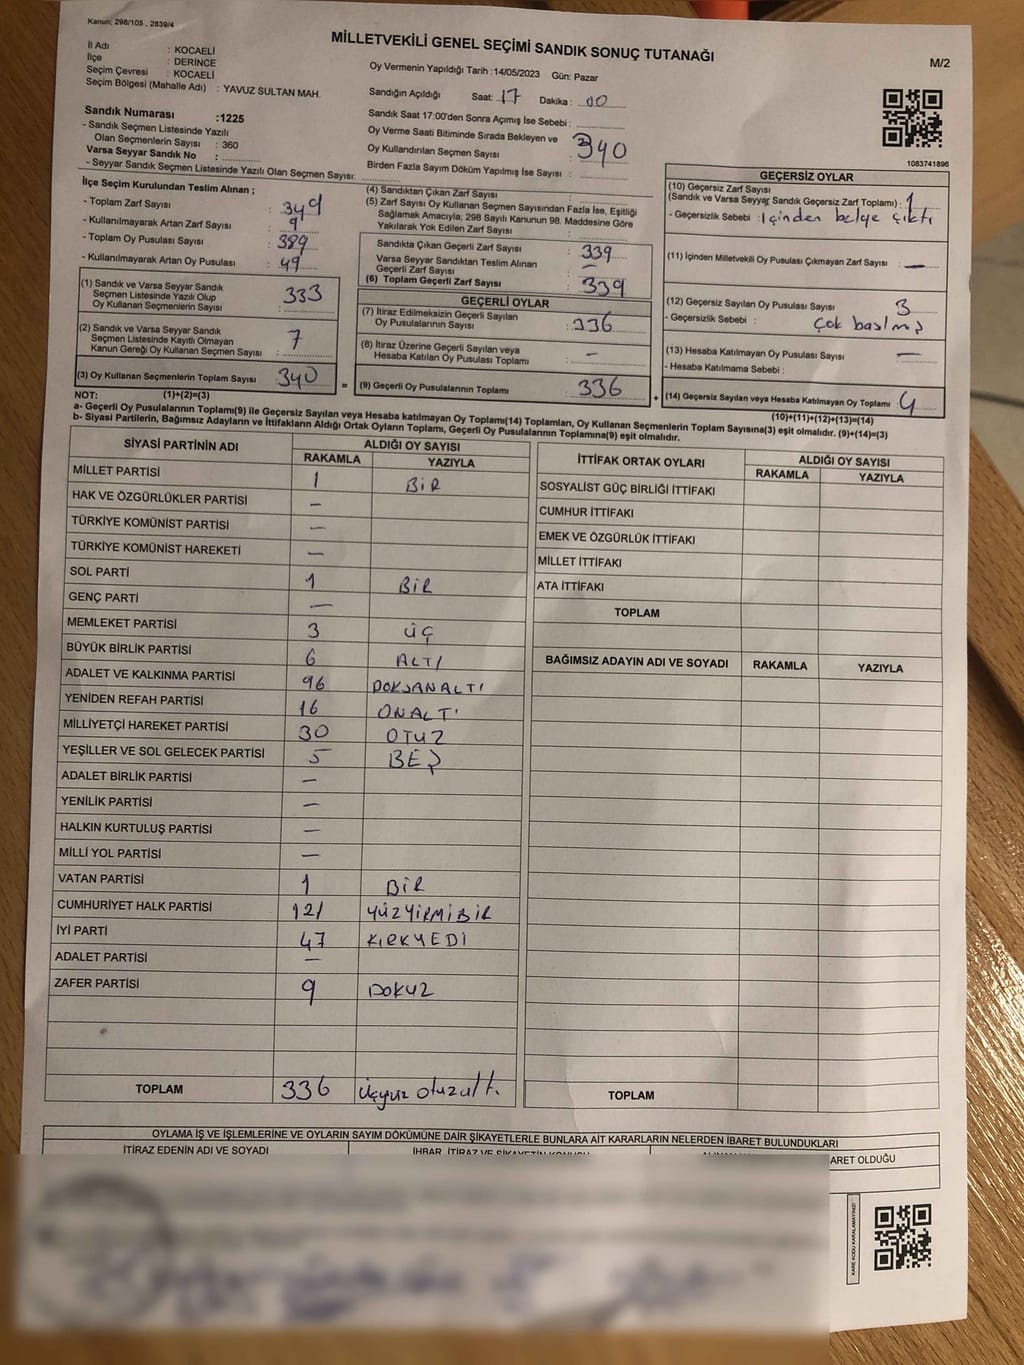 Kanun; 298/105 , 2839/4
MİLLETVEKİLİ GENEL SEÇİMİ SANDIK SONUÇ TUTANAĞI
M/2
İl Adı : KOCAELİ
İlçe : DERİNCE
Seçim Çevresi : KOCAELİ
Seçim Bölgesi (Mahalle Adı) : YAVUZ SULTAN MAH.
Oy Vermenin Yapıldığı Tarih :14/05/2023 Gün: Pazar
Sandığın Açıldığı Saat: 17 Dakika : 00
Sandık Saat 17:00'den Sonra Açımış İse Sebebi :
Oy Verme Saati Bitiminde Sırada Bekleyen ve
Oy Kullandırılan Seçmen Sayısı : 340
Birden Fazla Sayım Döküm Yapılmış İse Sayısı :
Sandık Numarası :1225
- Sandık Seçmen Listesinde Yazılı
Olan Seçmenlerin Sayısı : 360
Varsa Seyyar Sandık No :
- Seyyar Sandık Seçmen Listesinde Yazılı Olan Seçmen Sayısı:
1083741896
İlçe Seçim Kurulundan Teslim Alınan ;
- Toplam Zarf Sayısı : 349
- Kullanılmayarak Artan Zarf Sayısı : 9
- Toplam Oy Pusulası Sayısı : 389
- Kullanılmayarak Artan Oy Pusulası : 49
(1) Sandık ve Varsa Seyyar Sandık
Seçmen Listesinde Yazılı Olup
Oy Kullanan Seçmenlerin Sayısı : 333
(2) Sandık ve Varsa Seyyar Sandık
Seçmen Listesinde Kayıtlı Olmayan
Kanun Gereği Oy Kullanan Seçmen Sayısı : 7
(3) Oy Kullanan Seçmenlerin Toplam Sayısı : 340
=
(4) Sandıktan Çıkan Zarf Sayısı :
(5) Zarf Sayısı Oy Kullanan Seçmen Sayısından Fazla İse, Eşitliği
Sağlamak Amacıyla; 298 Sayılı Kanunun 98. Maddesine Göre
Yakılarak Yok Edilen Zarf Sayısı :
Sandıkta Çıkan Geçerli Zarf Sayısı : 339
Varsa Seyyar Sandıktan Teslim Alınan
Geçerli Zarf Sayısı : —
(6) Toplam Geçerli Zarf Sayısı : 339
GEÇERLİ OYLAR
(7) İtiraz Edilmeksizin Geçerli Sayılan
Oy Pusulalarının Sayısı : 336
(8) İtiraz Üzerine Geçerli Sayılan veya
Hesaba Katılan Oy Pusulası Toplamı : -
(9) Geçerli Oy Pusulalarının Toplamı : 336
+
GEÇERSİZ OYLAR
(10) Geçersiz Zarf Sayısı
(Sandık ve Varsa Seyyar Sandık Geçersiz Zarf Toplamı) : 1
- Geçersizlik Sebebi : İçinden belge çıktı
(11) İçinden Milletvekili Oy Pusulası Çıkmayan Zarf Sayısı : —
(12) Geçersiz Sayılan Oy Pusulası Sayısı : 3
- Geçersizlik Sebebi : Çok basılmış
(13) Hesaba Katılmayan Oy Pusulası Sayısı : —
- Hesaba Katılmama Sebebi :
(14) Geçersiz Sayılan veya Hesaba Katılmayan Oy Toplamı : 4
NOT: (1)+(2)=(3)
(10)+(11)+(12)+(13)=(14)
a- Geçerli Oy Pusulalarının Toplamı(9) ile Geçersiz Sayılan veya Hesaba katılmayan Oy Toplamı(14) Toplamları, Oy Kullanan Seçmenlerin Toplam Sayısına(3) eşit olmalıdır. (9)+(14)=(3)
b- Siyasi Partilerin, Bağımsız Adayların ve İttifakların Aldığı Ortak Oyların Toplamı, Geçerli Oy Pusulalarının Toplamına(9) eşit olmalıdır.
SİYASİ PARTİNİN ADI ALDIĞI OY SAYISI
RAKAMLA YAZIYLA
MİLLET PARTİSİ 1 BİR
HAK VE ÖZGÜRLÜKLER PARTİSİ —
TÜRKİYE KOMÜNİST PARTİSİ —
TÜRKİYE KOMÜNİST HAREKETİ —
SOL PARTİ 1 BİR
GENÇ PARTİ —
MEMLEKET PARTİSİ 3 ÜÇ
BÜYÜK BİRLİK PARTİSİ 6 ALTI
ADALET VE KALKINMA PARTİSİ 96 DOKSANALTI
YENİDEN REFAH PARTİSİ 16 ONALTI
MİLLİYETÇİ HAREKET PARTİSİ 30 OTUZ
YEŞİLLER VE SOL GELECEK PARTİSİ 5 BEŞ
ADALET BİRLİK PARTİSİ —
YENİLİK PARTİSİ —
HALKIN KURTULUŞ PARTİSİ —
MİLLİ YOL PARTİSİ —
VATAN PARTİSİ 1 BİR
CUMHURİYET HALK PARTİSİ 121 YÜZYİRMİBİR
İYİ PARTİ 47 KIRKYEDİ
ADALET PARTİSİ —
ZAFER PARTİSİ 9 DOKUZ
TOPLAM 336 Üçyüz otuzaltı
İTTİFAK ORTAK OYLARI ALDIĞI OY SAYISI
RAKAMLA YAZIYLA
SOSYALİST GÜÇ BİRLİĞİ İTTİFAKI
CUMHUR İTTİFAKI
EMEK VE ÖZGÜRLÜK İTTİFAKI
MİLLET İTTİFAKI
ATA İTTİFAKI
TOPLAM
BAĞIMSIZ ADAYIN ADI VE SOYADI RAKAMLA YAZIYLA
TOPLAM
OYLAMA İŞ VE İŞLEMLERİNE VE OYLARIN SAYIM DÖKÜMÜNE DAİR ŞİKAYETLERLE BUNLARA AİT KARARLARIN NELERDEN İBARET BULUNDUKLARI
İTİRAZ EDENİN ADI VE SOYADI İHBAR, İTİRAZ VE ŞİKAYETİN KONUSU ARET OLDUĞU
KARE KODU KARALAMAYINIZ!